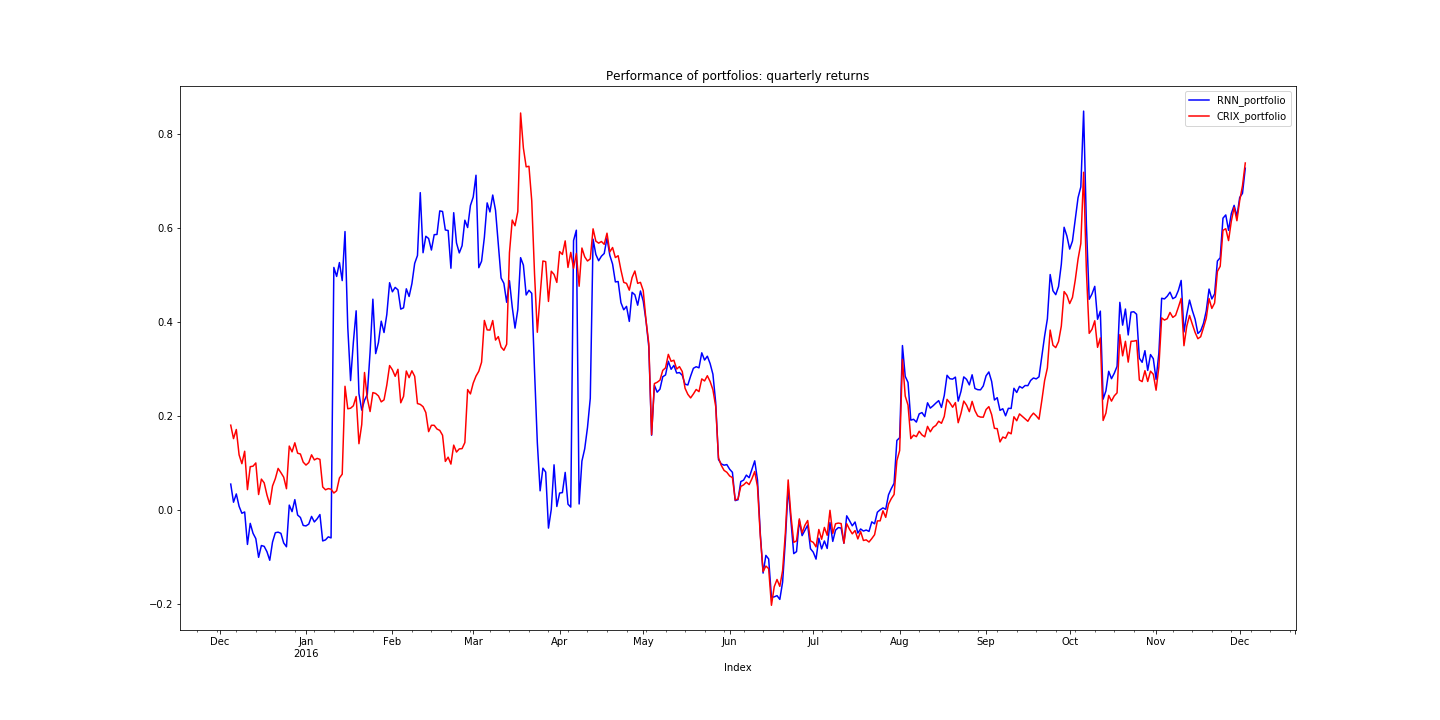 Performance of portfolios: quarterly returns
RNN_portfolio
CRIX_portfolio
0.8
0.6
0.4
0.2
0.0
−0.2
Dec Jan Feb Mar Apr May Jun Jul Aug Sep Oct Nov Dec
2016
Index